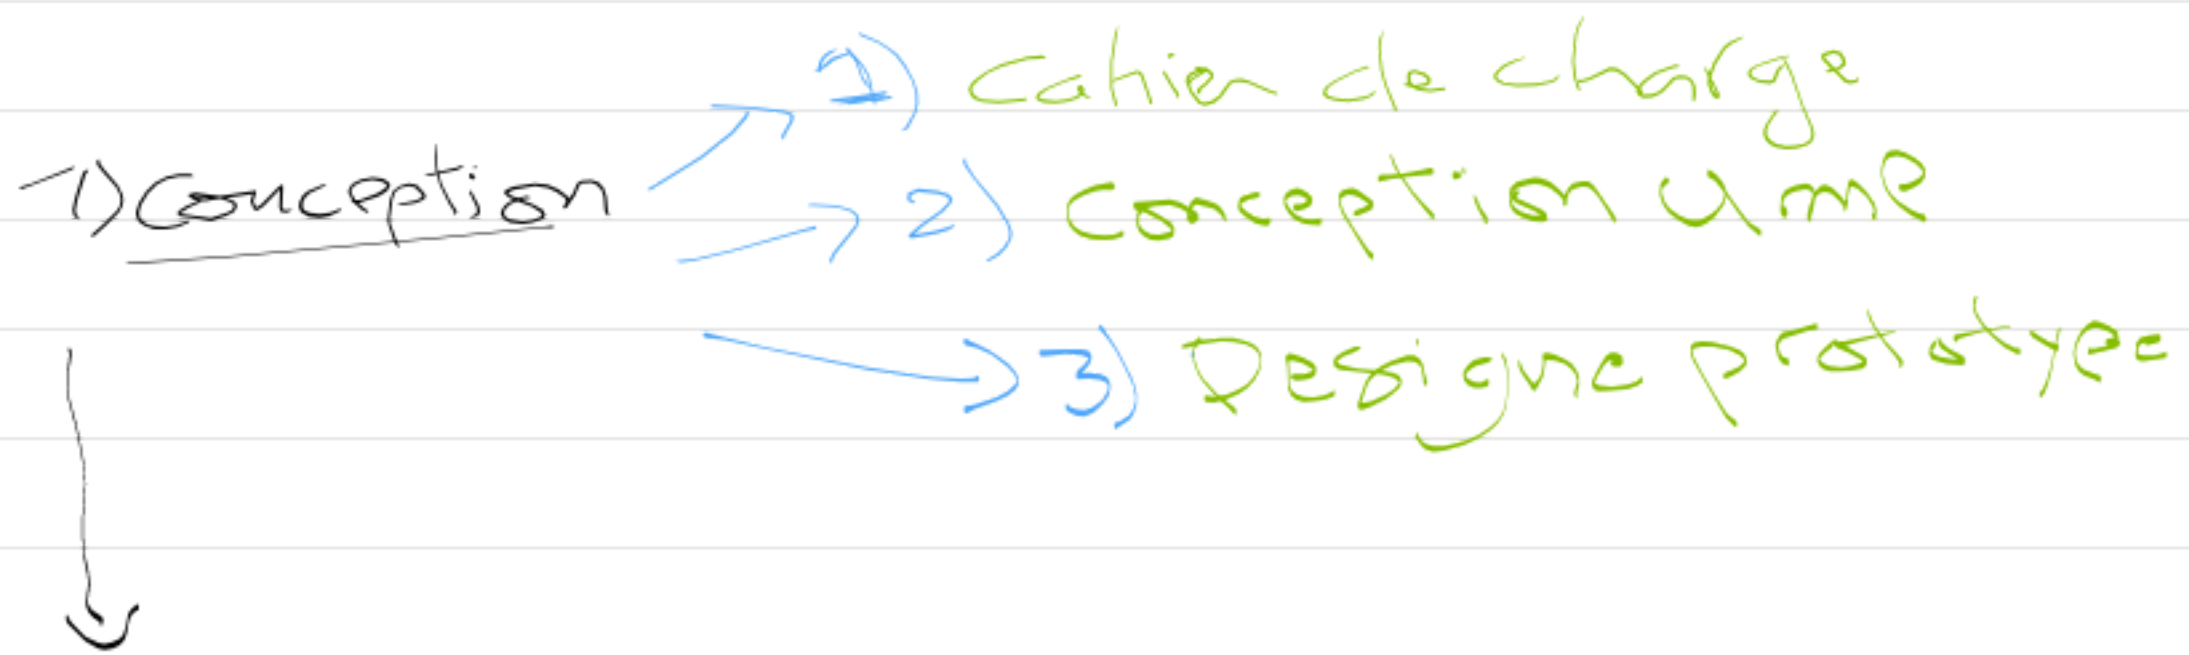 1) Conception
1) Cahier de charge
2) Conception UML
3) Designe prototype